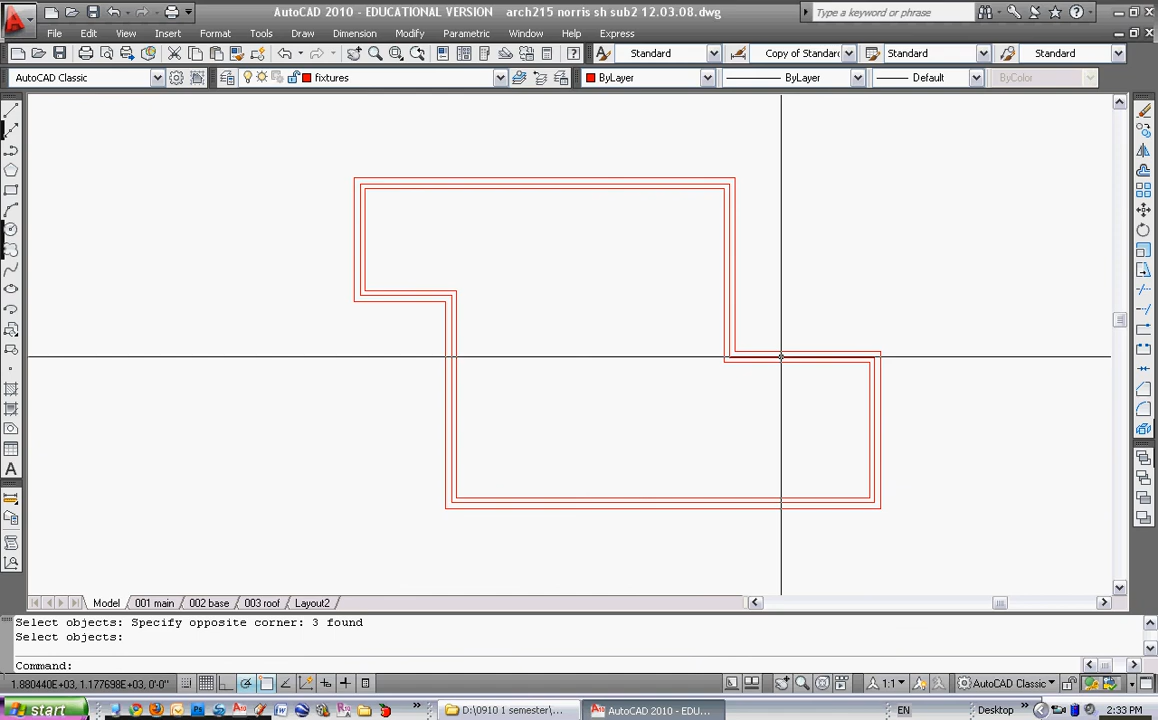 AutoCAD 2010 - EDUCATIONAL VERSION    arch215 norris sh sub2 12.03.08.dwg
Type a keyword or phrase
File Edit View Insert Format Tools Draw Dimension Modify Parametric Window Help Express
Standard Copy of Standard Standard Standard
AutoCAD Classic fixtures ByLayer ByLayer Default ByColor
Model 001 main 002 base 003 roof Layout2
Select objects: Specify opposite corner: 3 found
Select objects:
Command:
1.880440E+03, 1.177698E+03, 0'-0" 1:1 AutoCAD Classic
start D:\0910 1 semester\... AutoCAD 2010 - EDU... EN Desktop 2:33 PM